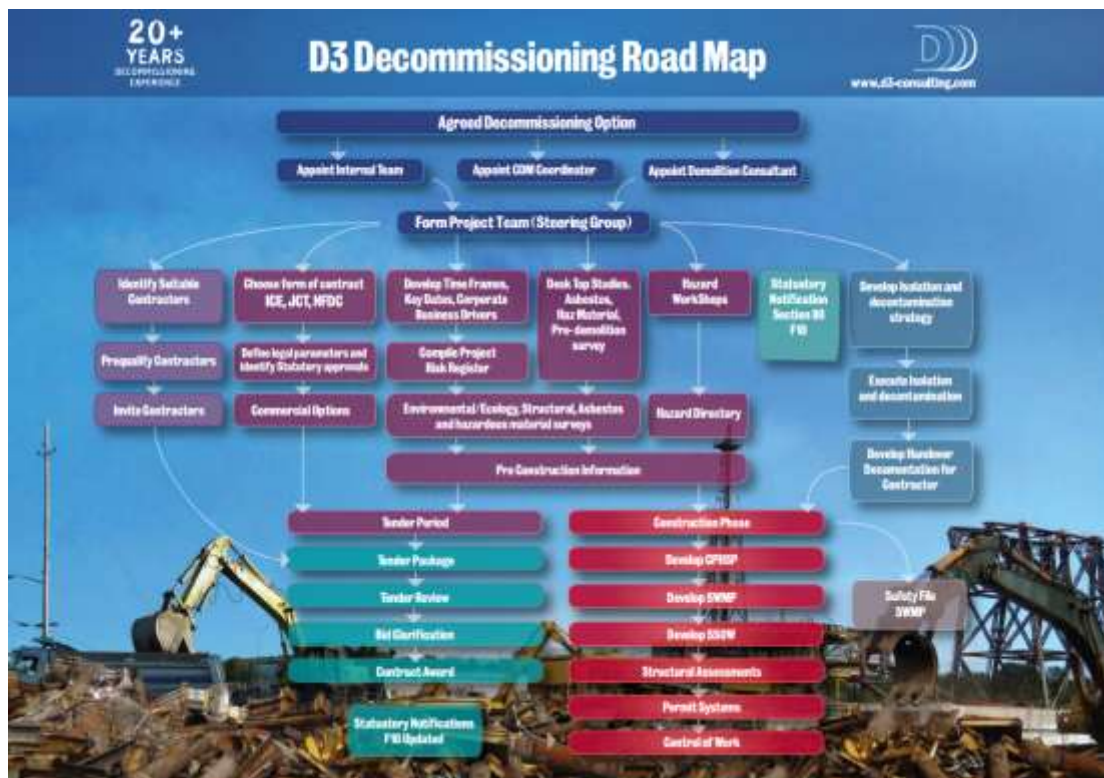 20+
YEARS
DECOMMISSIONING
EXPERIENCE
D3 Decommissioning Road Map
D
www.d3-consulting.com
Agreed Decommissioning Option
Appoint Internal Team
Appoint CDM Coordinator
Appoint Demolition Consultant
Form Project Team (Steering Group)
Identify Suitable
Contractors
Choose form of contract
ICE, JCT, NFDC
Develop Time Frames,
Key Dates, Corporate
Business Drivers
Desk Top Studies.
Asbestos,
Haz Material,
Pre-demolition
survey
Hazard
WorkShops
Statuatory
Notification
Section 80
F10
Develop Isolation and
decontamination
strategy
Prequalify Contractors
Define legal parameters and
identify Statutory approvals
Compile Project
Risk Register
Execute Isolation
and decontamination
Invite Contractors
Commercial Options
Environmental/Ecology, Structural, Asbestos
and hazardous material surveys
Hazard Directory
Develop Handover
Documentation for
Contractor
Pre Construction Information
Tender Period
Construction Phase
Tender Package
Develop CPHSP
Tender Review
Develop SWMP
Safety File
SWMP
Bid Clarification
Develop SSOW
Contract Award
Structural Assessments
Statuatory Notifications
F10 Updated
Permit Systems
Control of Work